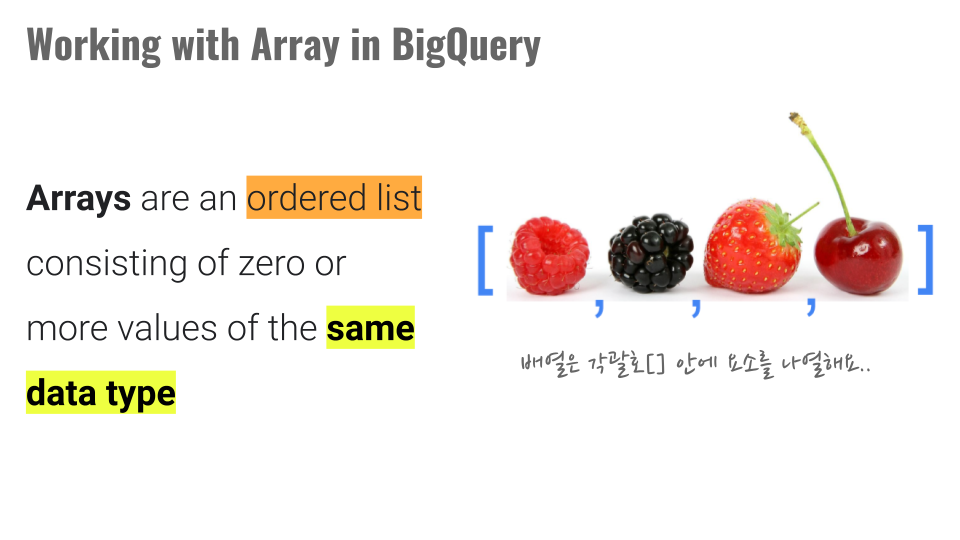 Working with Array in BigQuery
Arrays are an ordered list
consisting of zero or
more values of the same
data type
[ , , , ]
배열은 각괄호[] 안에 요소를 나열해요..